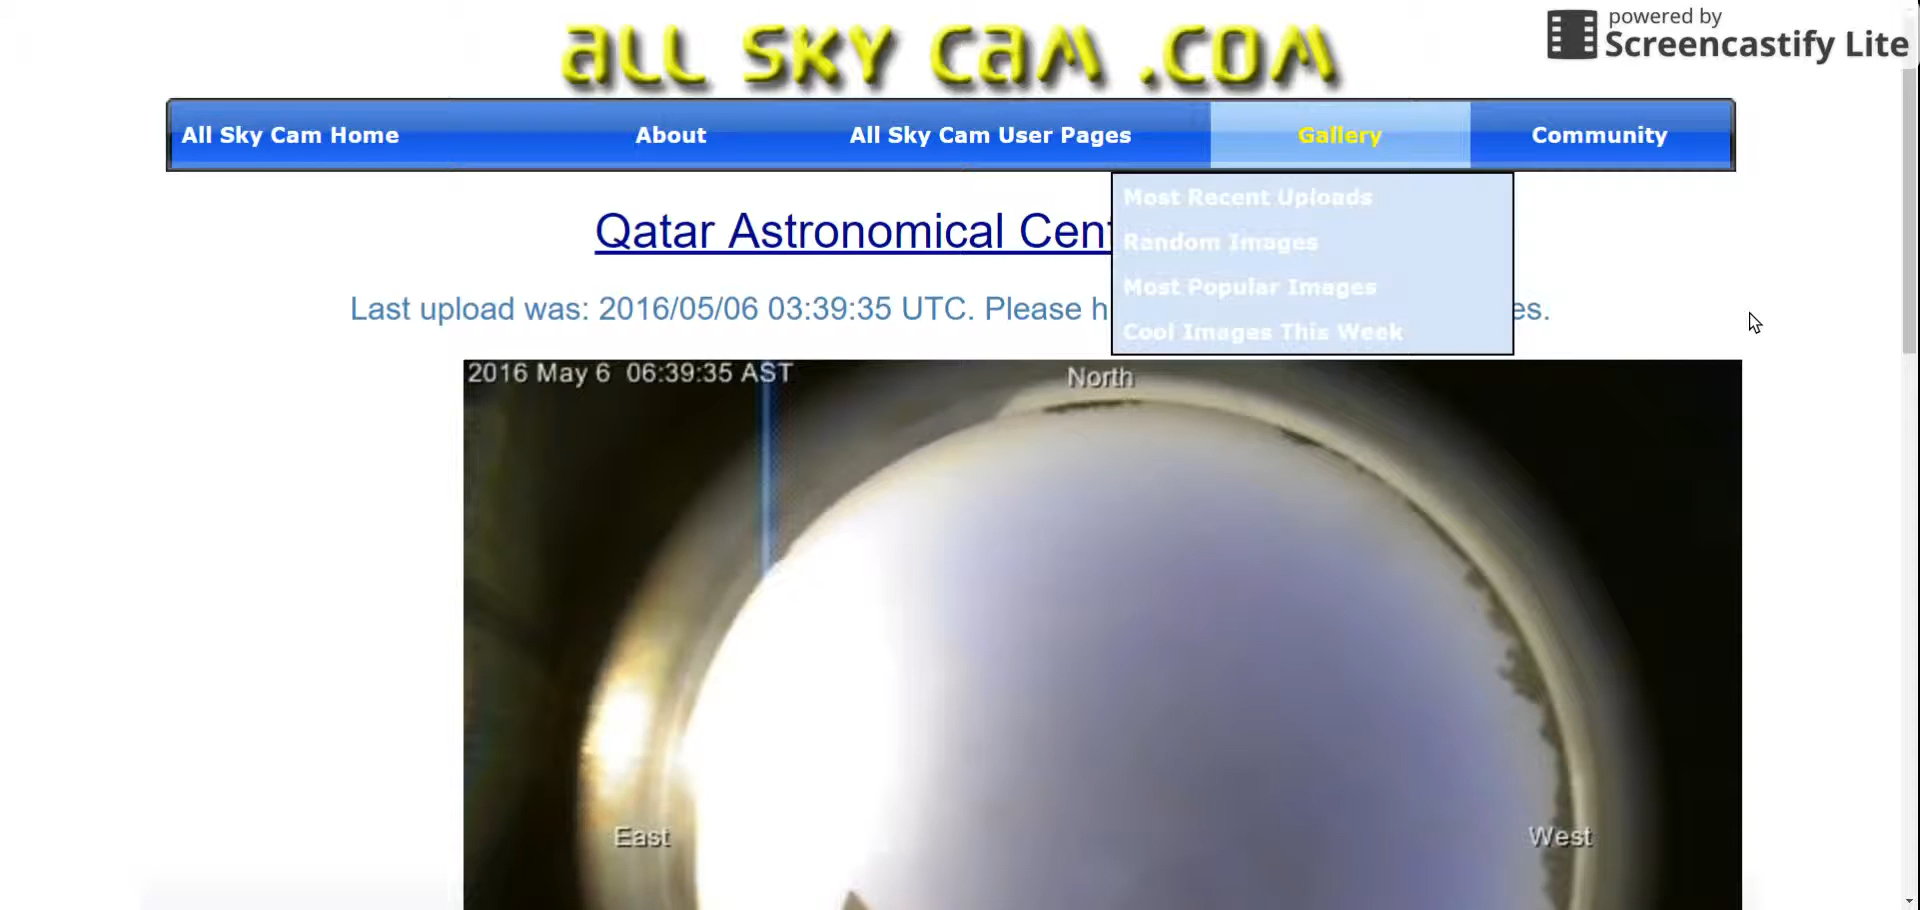 ALL SKY CAM .COM
powered by
Screencastify Lite
All Sky Cam Home
About
All Sky Cam User Pages
Gallery
Community
Most Recent Uploads
Random Images
Most Popular Images
Cool Images This Week
Qatar Astronomical
Last upload was: 2016/05/06 03:39:35 UTC. Please
2016 May 6 06:39:35 AST
North
East
West